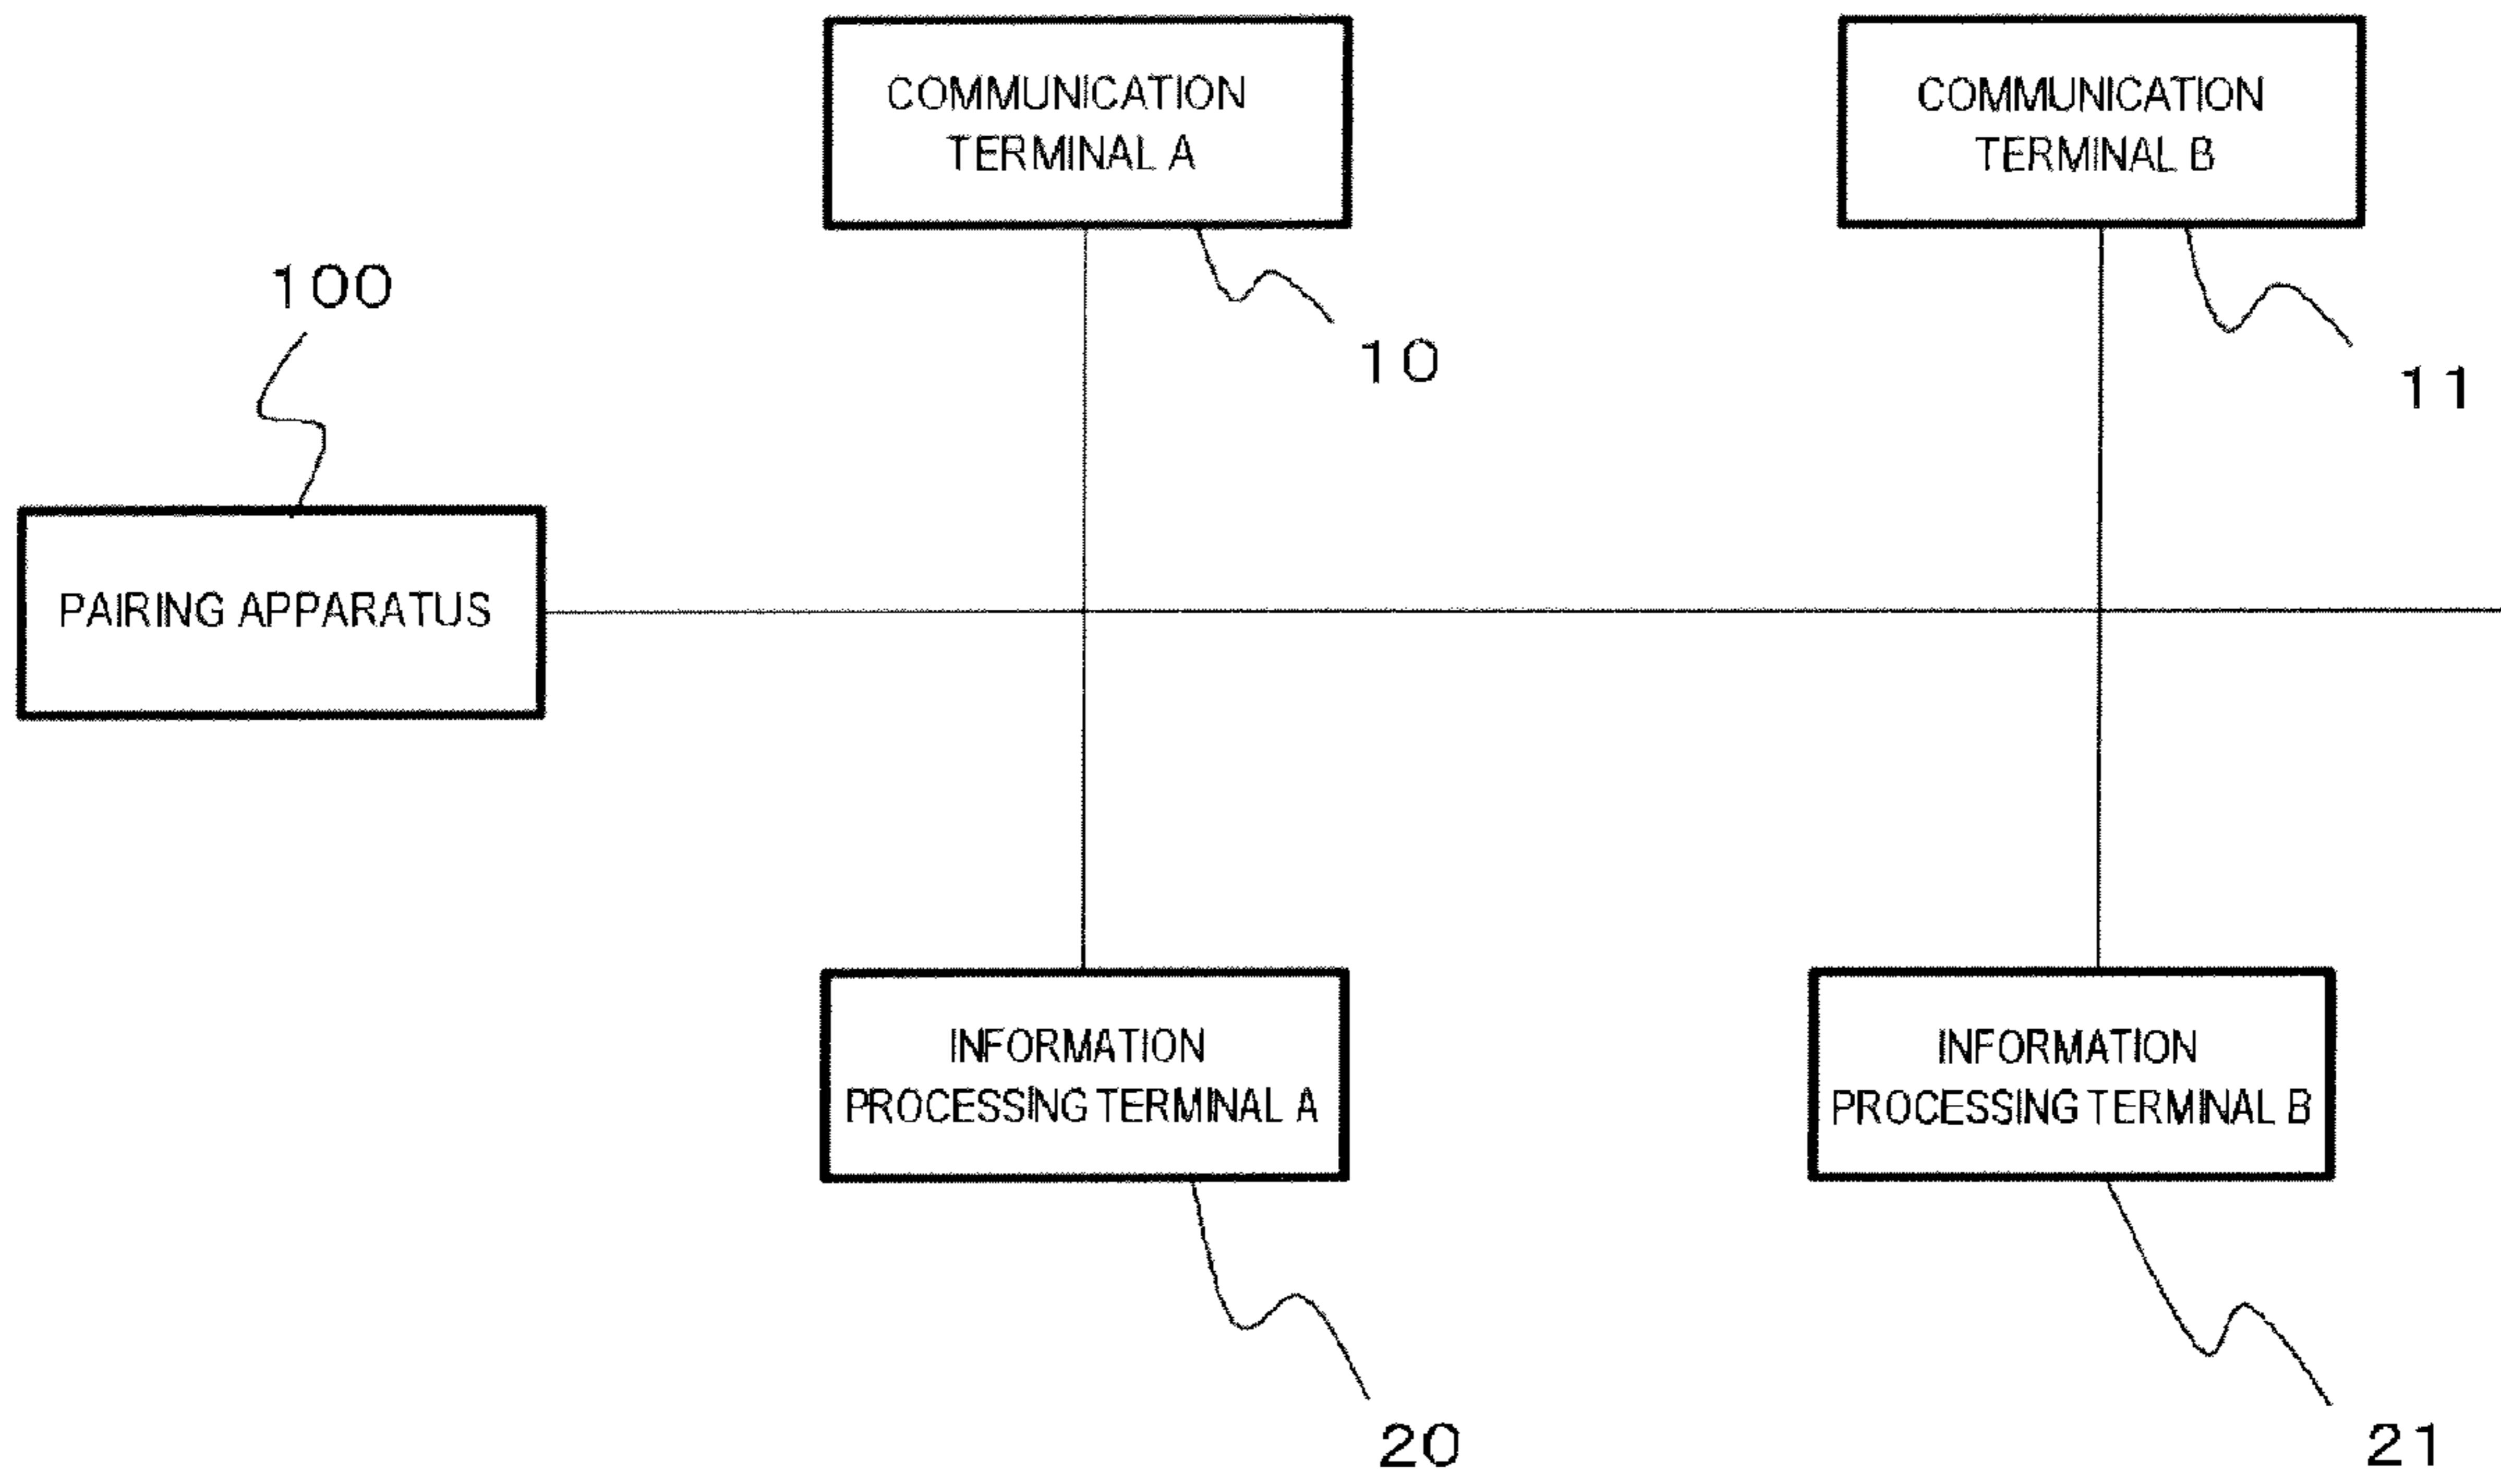 COMMUNICATION
TERMINAL A
COMMUNICATION
TERMINAL B
100
10
11
PAIRING APPARATUS
INFORMATION
PROCESSING TERMINAL A
INFORMATION
PROCESSING TERMINAL B
20
21